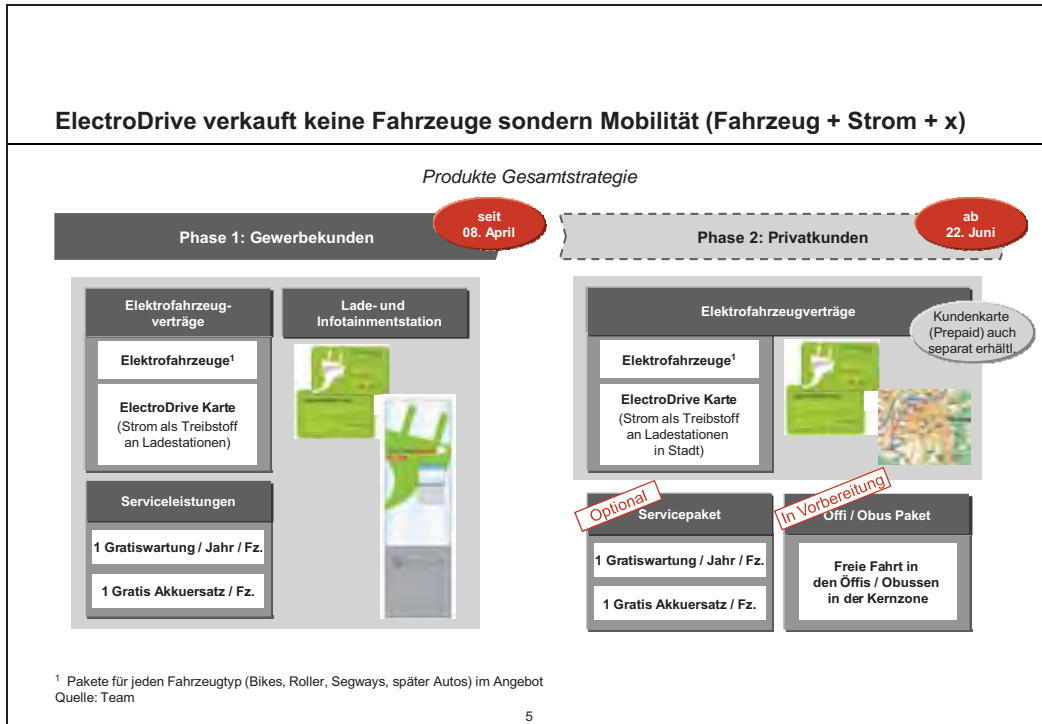 ElectroDrive verkauft keine Fahrzeuge sondern Mobilität (Fahrzeug + Strom + x)
Produkte Gesamtstrategie
Phase 1: Gewerbekunden
seit
08. April
Elektrofahrzeug-
verträge
Elektrofahrzeuge¹
ElectroDrive Karte
(Strom als Treibstoff
an Ladestationen)
Lade- und
Infotainmentstation
Serviceleistungen
1 Gratiswartung / Jahr / Fz.
1 Gratis Akkuersatz / Fz.
Phase 2: Privatkunden
ab
22. Juni
Elektrofahrzeugverträge
Kundenkarte
(Prepaid) auch
separat erhältl.
Elektrofahrzeuge¹
ElectroDrive Karte
(Strom als Treibstoff
an Ladestationen
in Stadt)
Optional
Servicepaket
1 Gratiswartung / Jahr / Fz.
1 Gratis Akkuersatz / Fz.
In Vorbereitung
Öffi / Obus Paket
Freie Fahrt in
den Öffis / Obussen
in der Kernzone
¹ Pakete für jeden Fahrzeugtyp (Bikes, Roller, Segways, später Autos) im Angebot
Quelle: Team
5